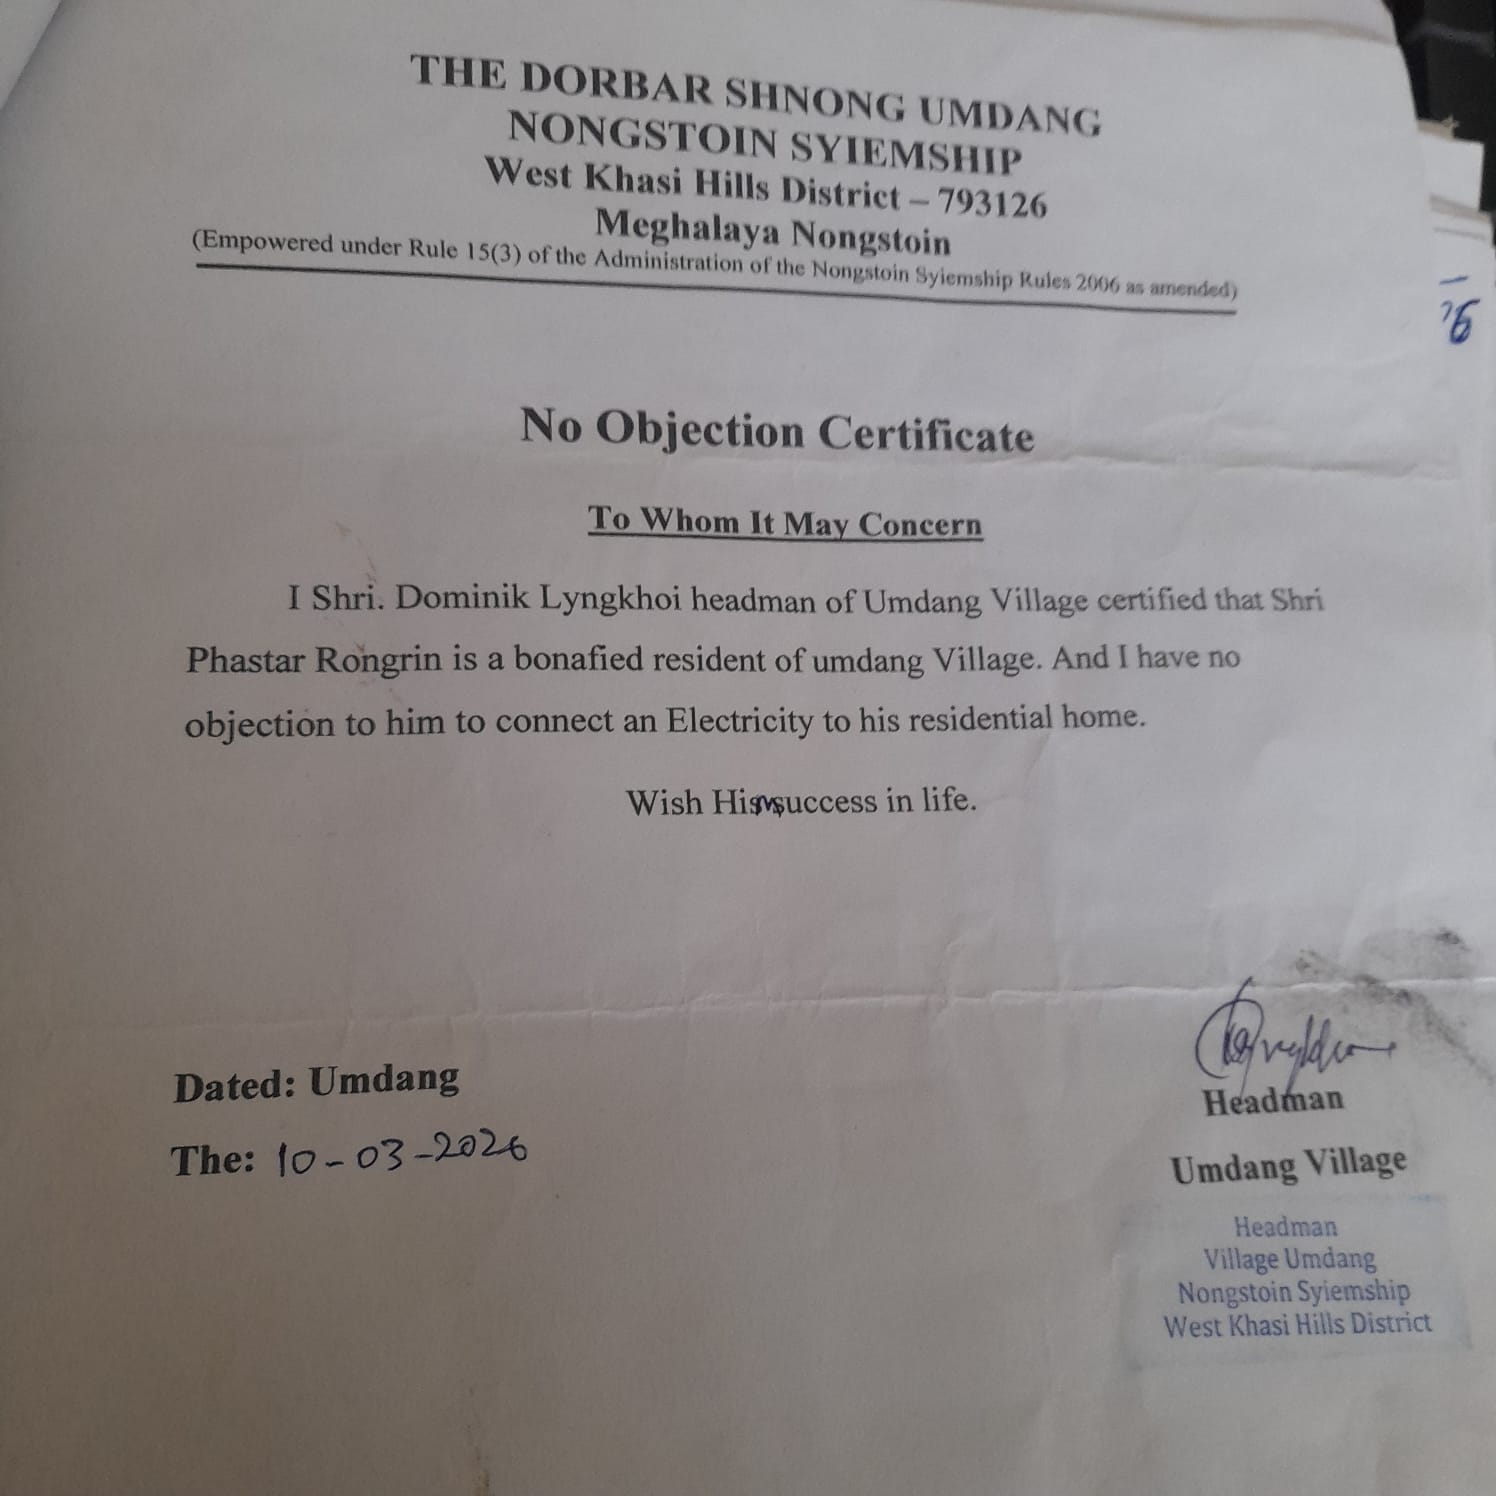 THE DORBAR SHNONG UMDANG
NONGSTOIN SYIEMSHIP
West Khasi Hills District – 793126
Meghalaya Nongstoin
(Empowered under Rule 15(3) of the Administration of the Nongstoin Syiemship Rules 2006 as amended)
No Objection Certificate
To Whom It May Concern
I Shri. Dominik Lyngkhoi headman of Umdang Village certified that Shri
Phastar Rongrin is a bonafied resident of umdang Village. And I have no
objection to him to connect an Electricity to his residential home.
Wish Him success in life.
Dated: Umdang
The: 10-03-2026
Headman
Umdang Village
Headman
Village Umdang
Nongstoin Syiemship
West Khasi Hills District